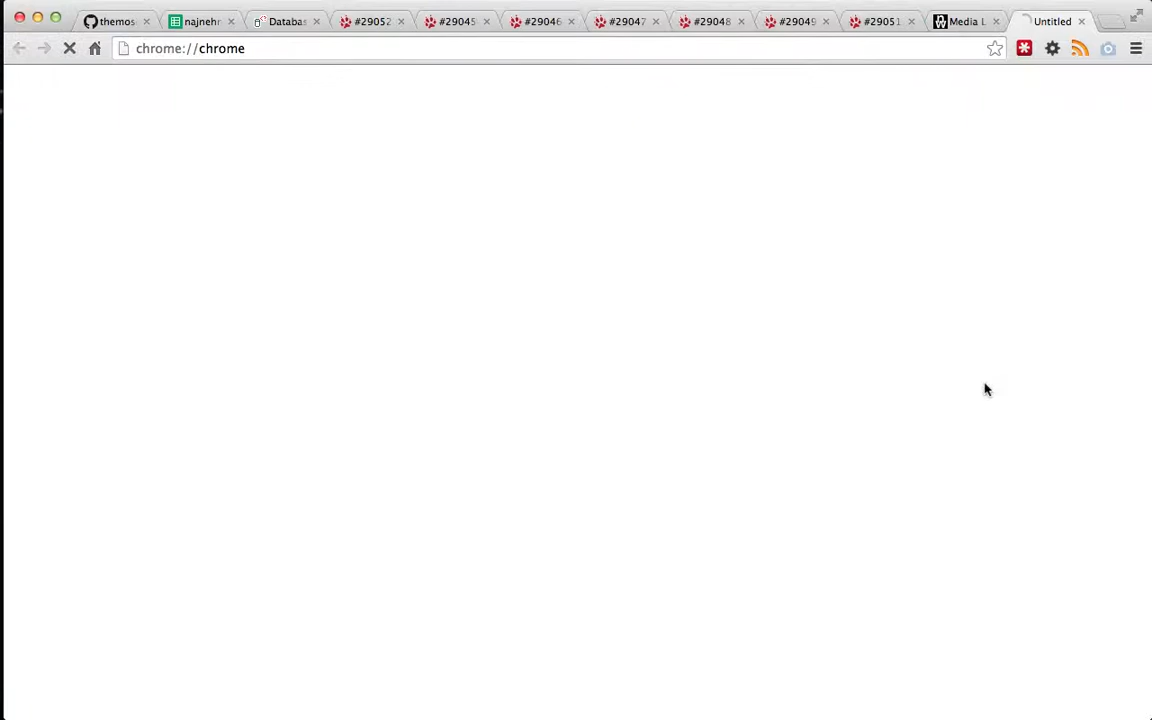 themos
najnehr
Databas
#29052
#29045
#29046
#29047
#29048
#29049
#29051
Media L
Untitled
chrome://chrome